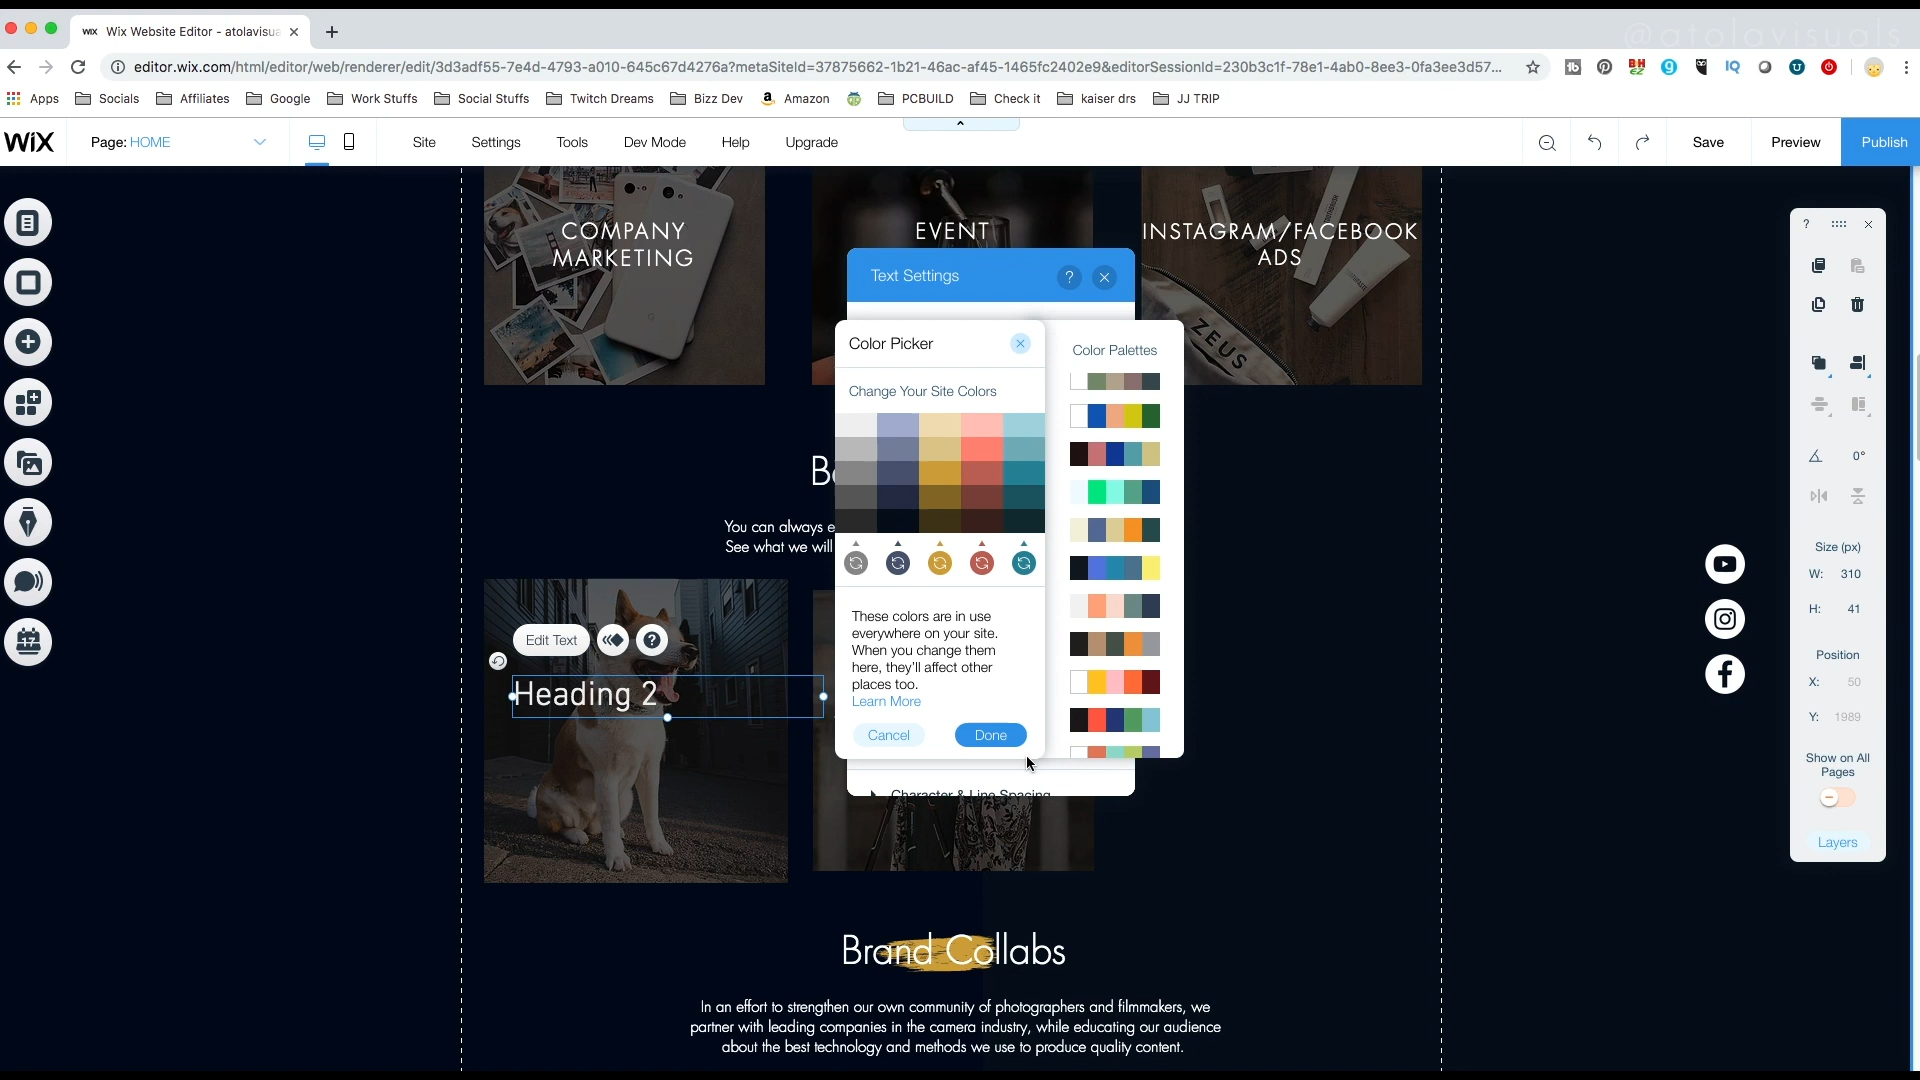 @atolavisuals
WIX Wix Website Editor - atolavisua
editor.wix.com/html/editor/web/renderer/edit/3d3adf55-7e4d-4793-a010-645c67d4276a?metaSiteId=37875662-1b21-46ac-af45-1465fc2402e9&editorSessionId=230b3c1f-78e1-4ab0-8ee3-0fa3ee3d57...
Apps Socials Affiliates Google Work Stuffs Social Stuffs Twitch Dreams Bizz Dev Amazon PCBUILD Check it kaiser drs JJ TRIP
WiX Page: HOME Site Settings Tools Dev Mode Help Upgrade Save Preview Publish
COMPANY
MARKETING
EVENT
INSTAGRAM/FACEBOOK
ADS
ZEUS
Text Settings ?
Color Picker
Change Your Site Colors
Color Palettes
These colors are in use
everywhere on your site.
When you change them
here, they'll affect other
places too.
Learn More
Cancel Done
Character & Line Spacing
You can always e
See what we will
Edit Text ?
Heading 2
Brand Collabs
In an effort to strengthen our own community of photographers and filmmakers, we
partner with leading companies in the camera industry, while educating our audience
about the best technology and methods we use to produce quality content.
?
0°
Size (px)
W: 310
H: 41
Position
X: 50
Y: 1989
Show on All
Pages
Layers
17